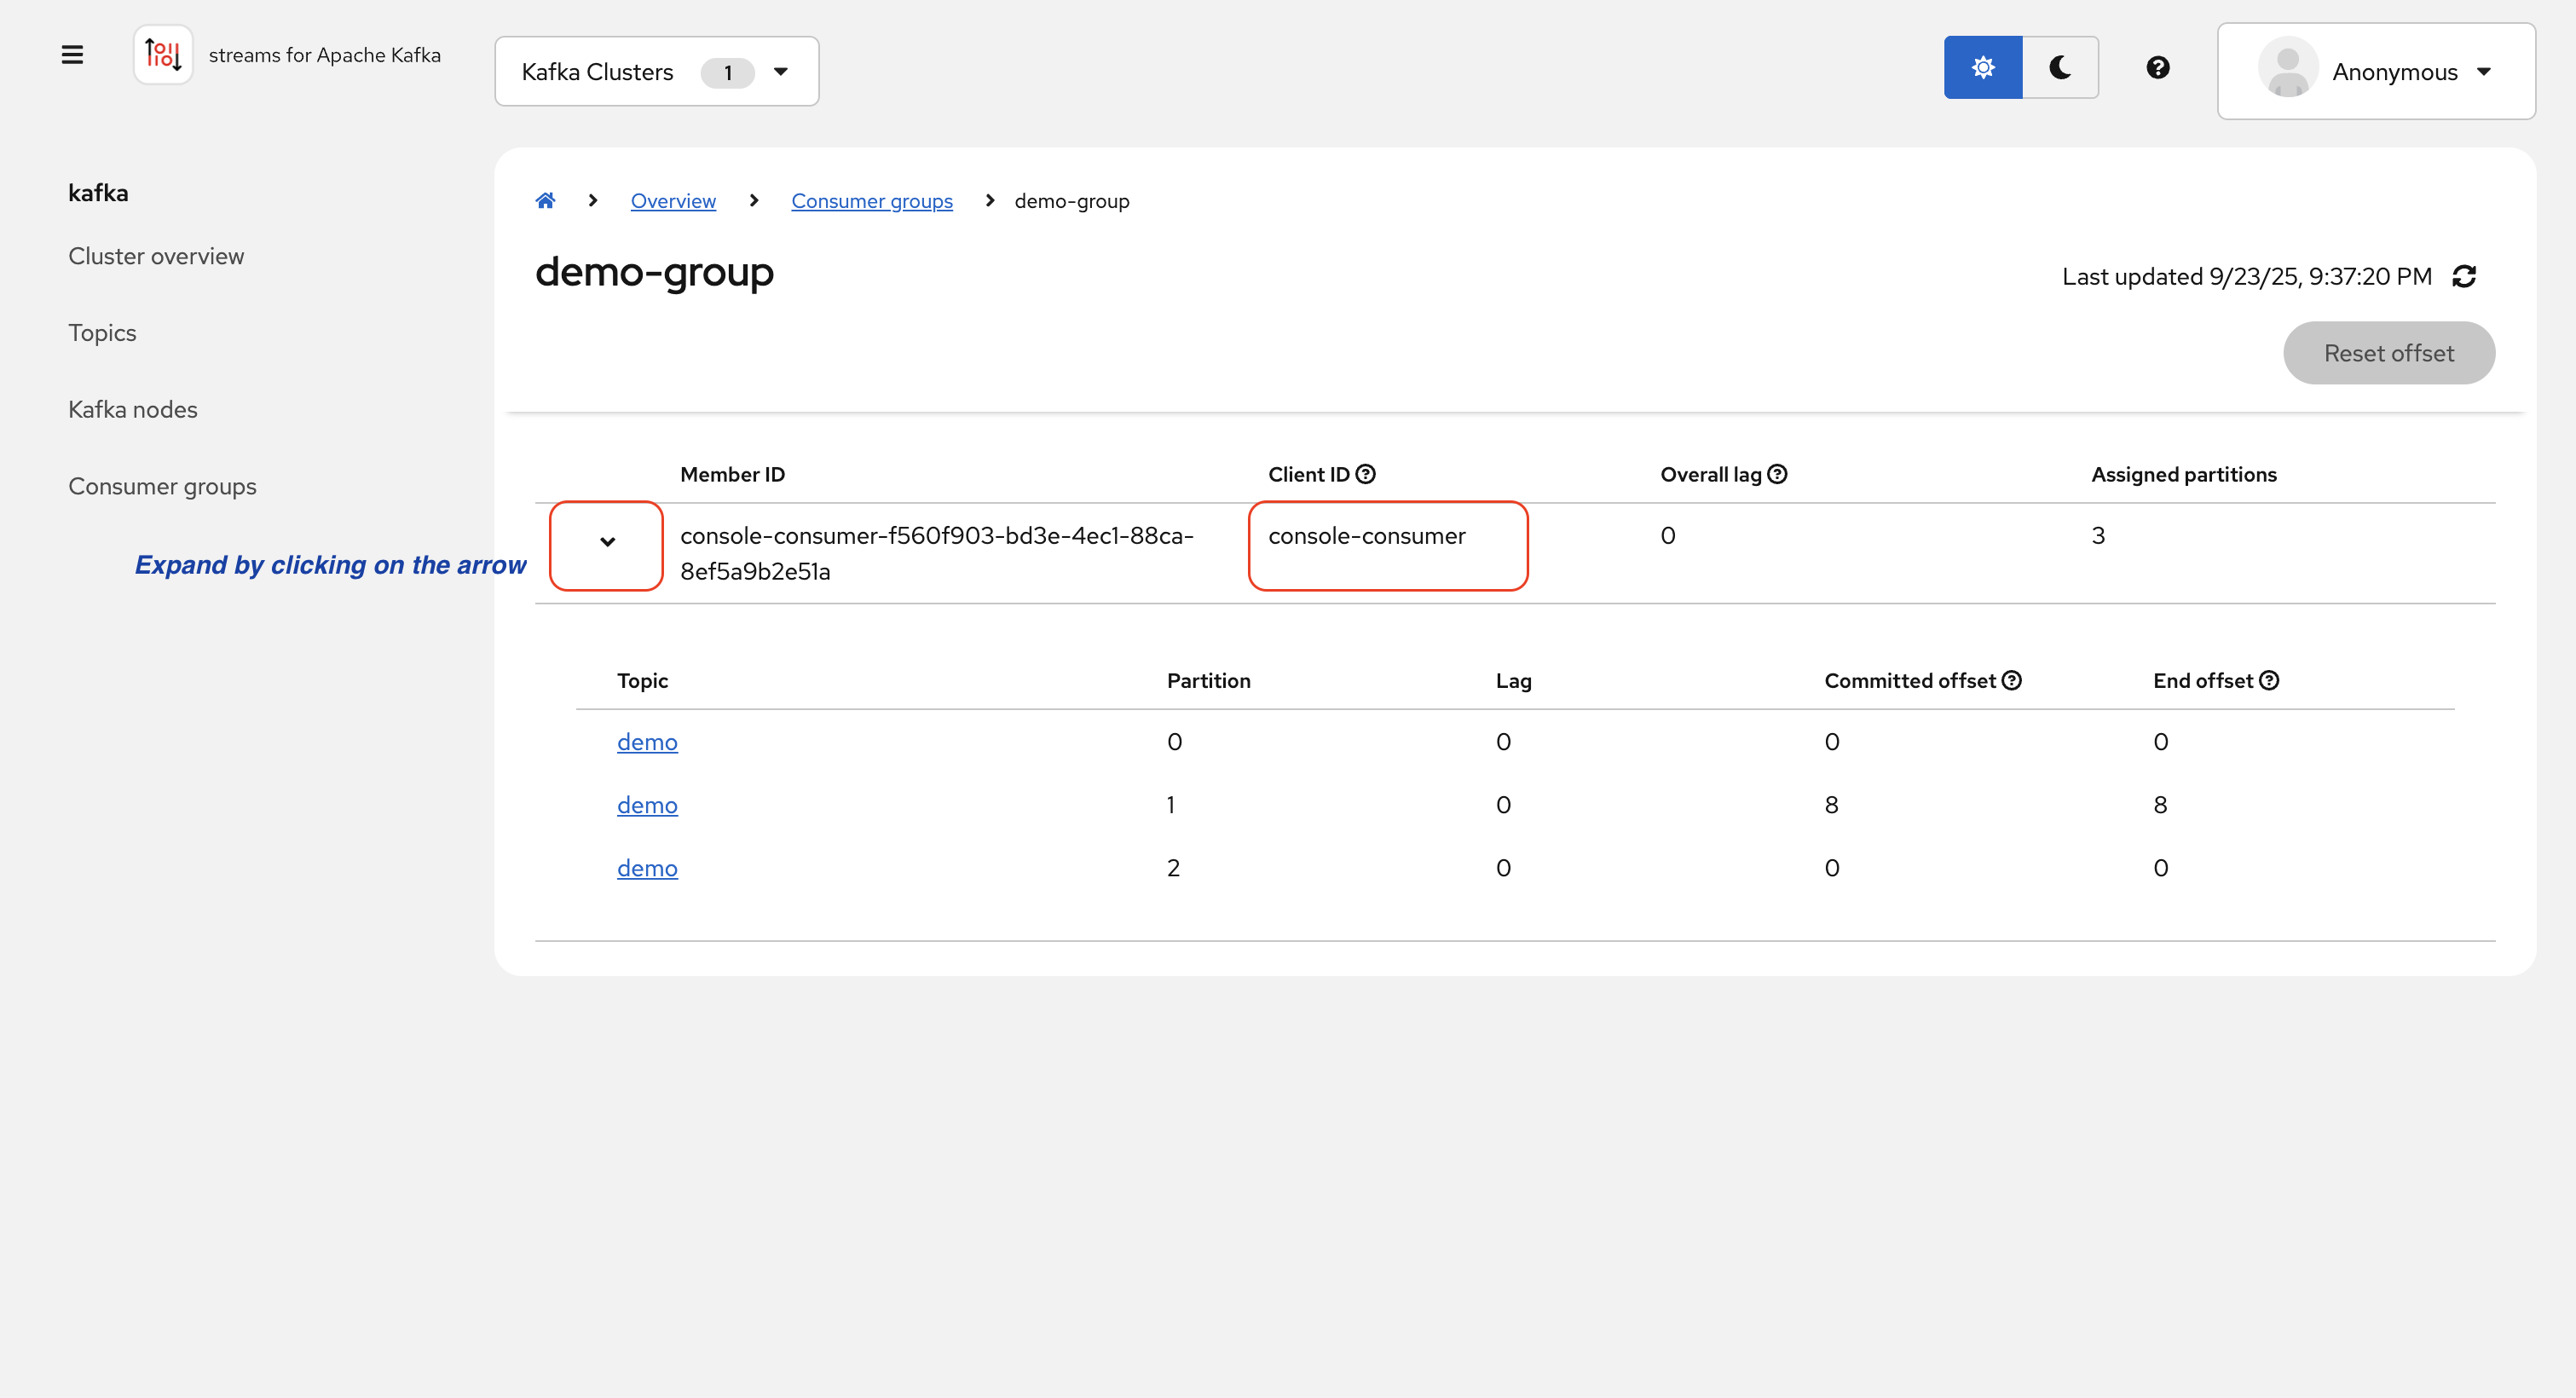 streams for Apache Kafka
Kafka Clusters 1
Anonymous
kafka
Cluster overview
Topics
Kafka nodes
Consumer groups
Expand by clicking on the arrow
Overview Consumer groups demo-group
demo-group
Last updated 9/23/25, 9:37:20 PM
Reset offset
Member ID Client ID Overall lag Assigned partitions
console-consumer-f560f903-bd3e-4ec1-88ca- console-consumer 0 3
8ef5a9b2e51a
Topic Partition Lag Committed offset End offset
demo 0 0 0 0
demo 1 0 8 8
demo 2 0 0 0